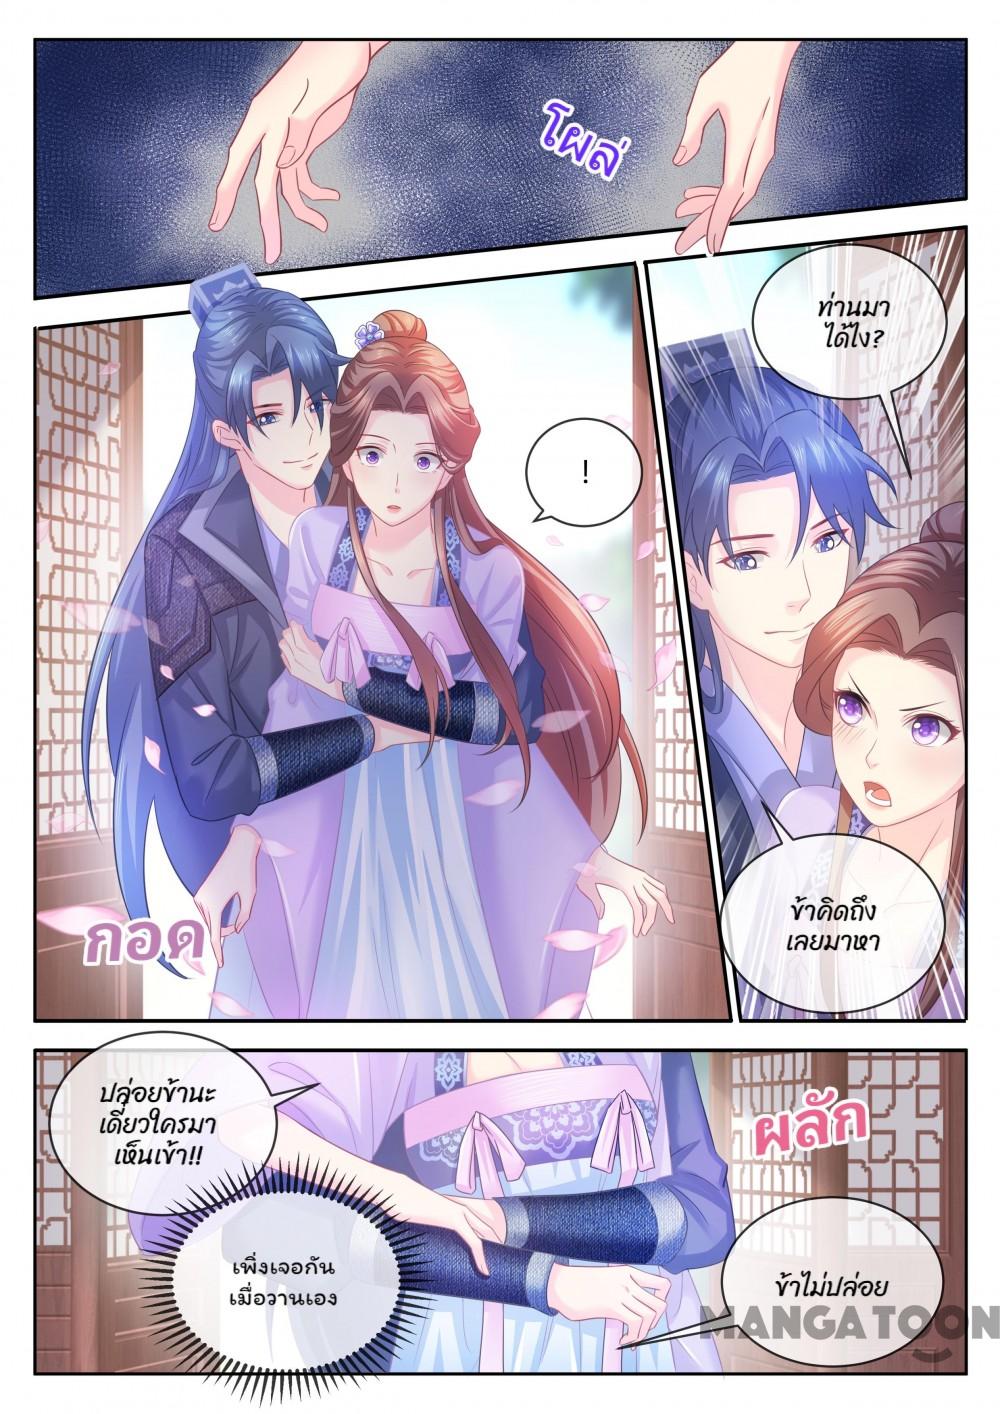 โผล่
!
ท่านมา
ได้ไง?
กอด
ข้าคิดถึง
เลยมาหา
ปล่อยข้านะ
เดี๋ยวใครมา
เห็นเข้า!!
ผลัก
เพิ่งเจอกัน
เมื่อวานเอง
ข้าไม่ปล่อย
MANGATOON